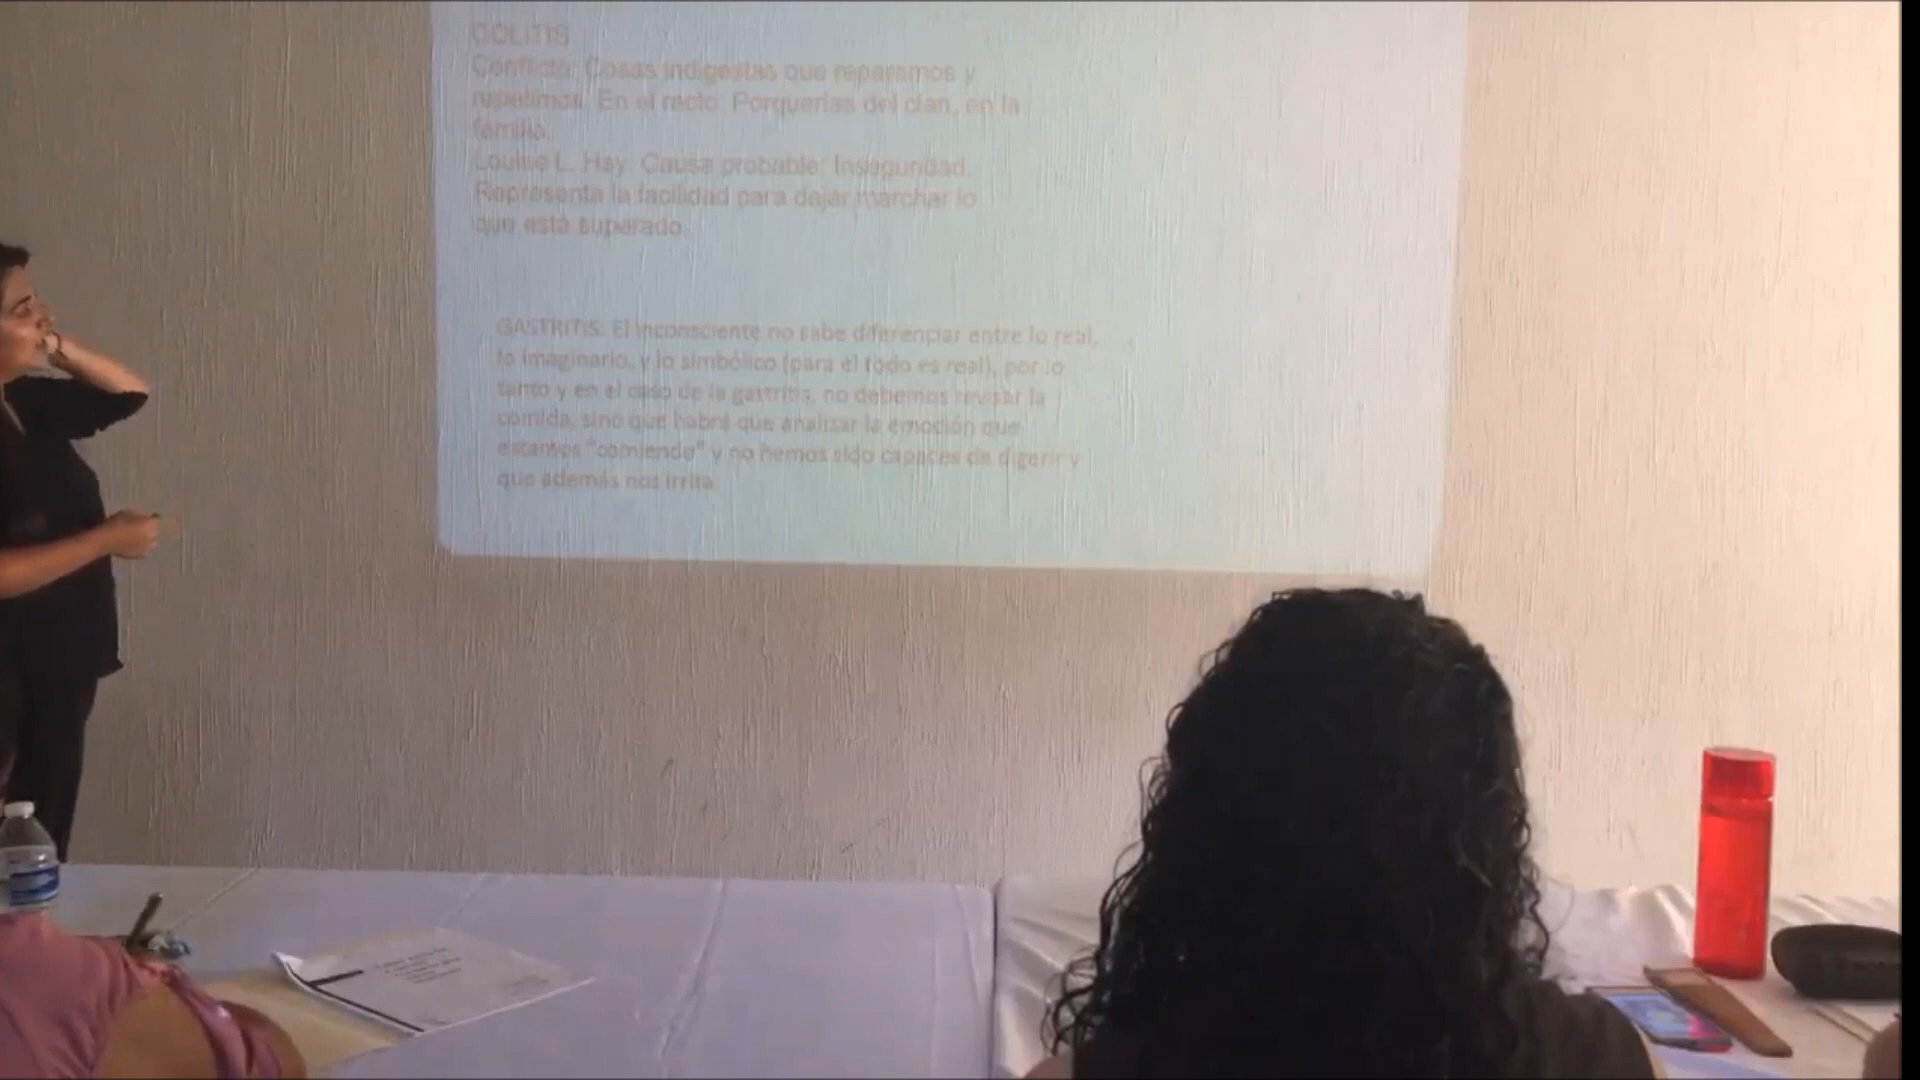 COLITIS
Conflicto: Cosas indigestas que reparamos y
repetimos. En el recto: Porquerías del clan, en la
familia.
Louise L. Hay: Causa probable: Inseguridad.
Representa la facilidad para dejar marchar lo
que está superado.
GASTRITIS: El inconsciente no sabe diferenciar entre lo real,
lo imaginario, y lo simbólico (para él todo es real), por lo
tanto y en el caso de la gastritis, no debemos revisar la
comida, sino que habrá que analizar la emoción que
estamos "comiendo" y no hemos sido capaces de digerir y
que además nos irrita.